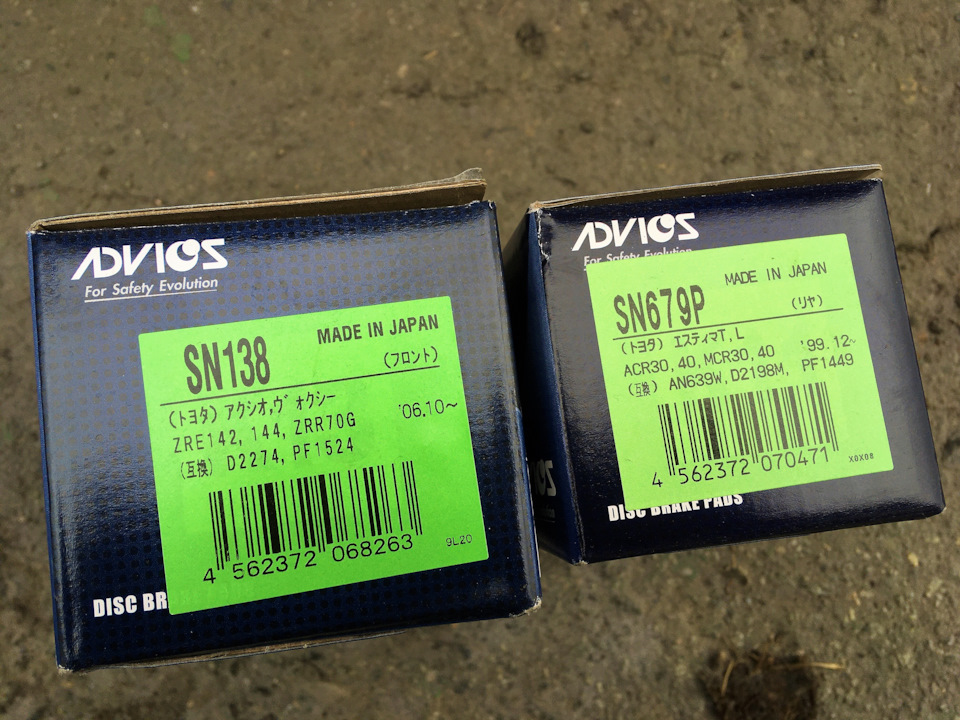 ADVICS
For Safety Evolution
MADE IN JAPAN
SN138
(フロント)
(トヨタ) アクシオ,ヴォクシー
ZRE142, 144, ZRR70G
'06.10~
(互換) D2274, PF1524
4 562372 068263
9L20
DISC BR
ADVICS
For Safety Evolution
MADE IN JAPAN
SN679P
(リヤ)
(トヨタ) エスティマT, L
ACR30, 40, MCR30, 40 '99.12~
(互換) AN639W, D2198M, PF1449
4 562372 070471
X0X08
DISC BRAKE PADS